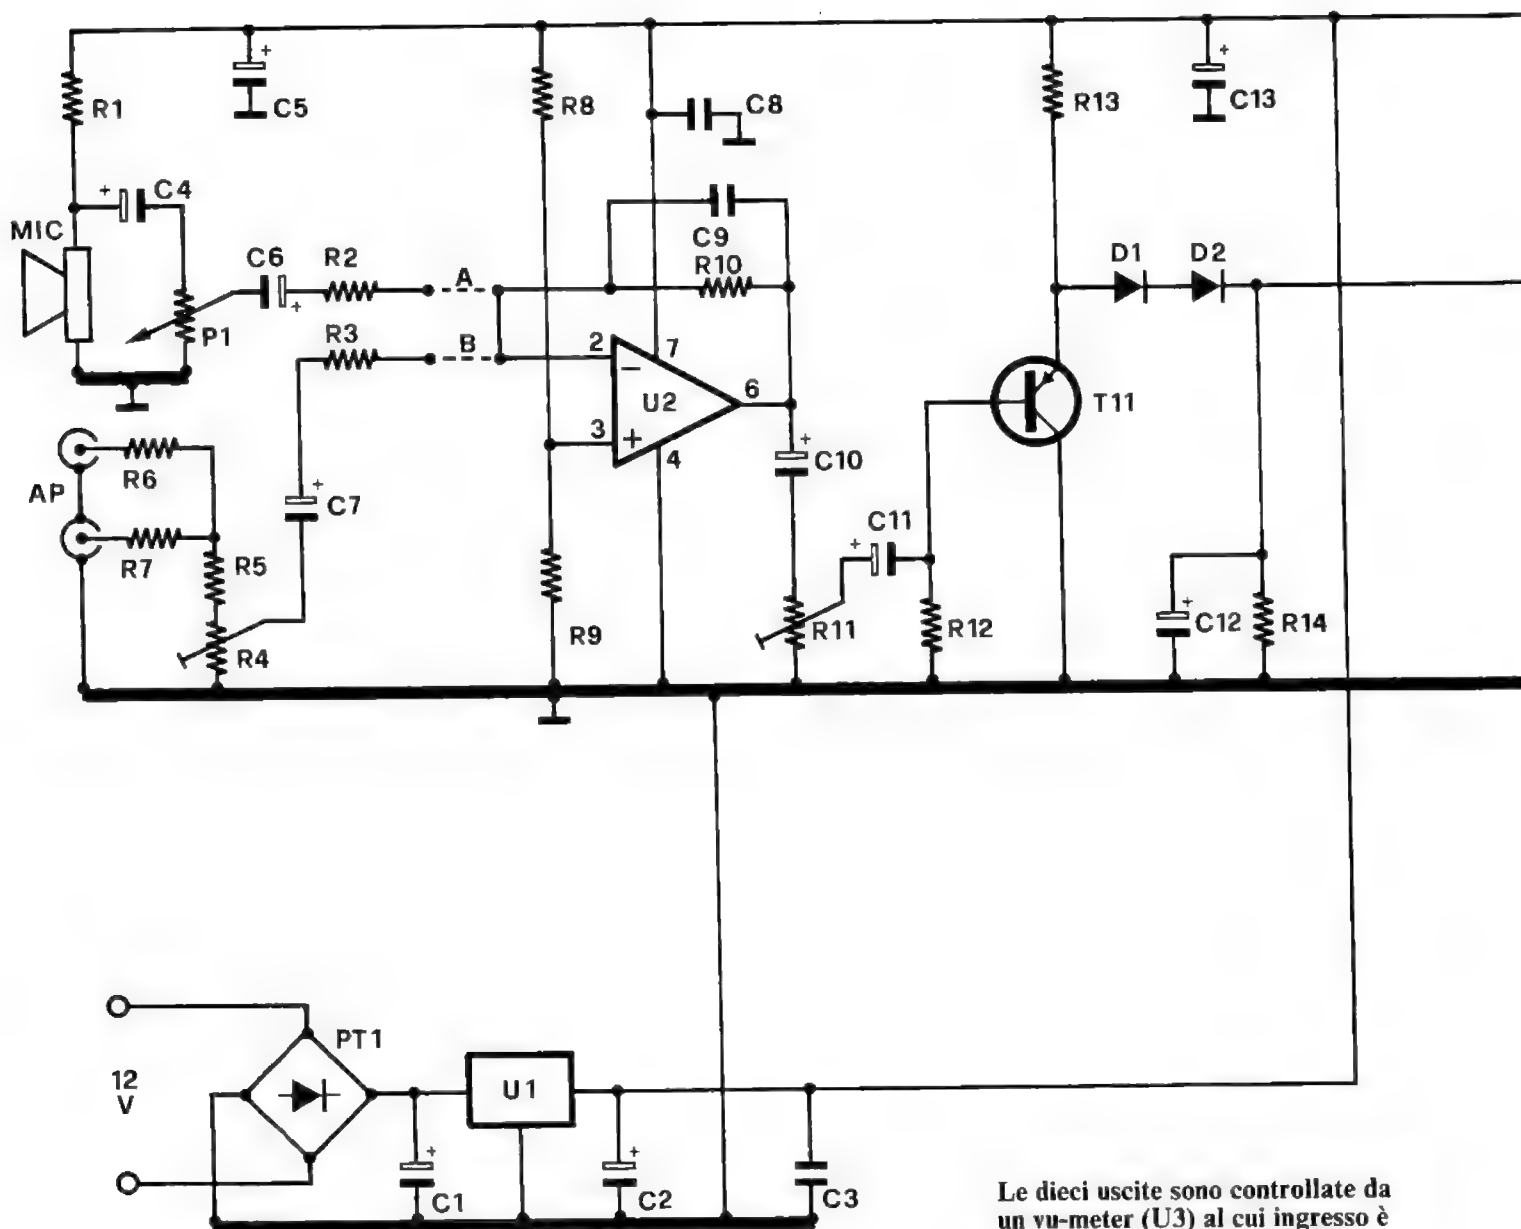 R1
+
C5
R8
C8
R13
+
C13
MIC
+
C4
C6
+
R2
A
C9
R10
D1
D2
P1
R3
B
2
7
−
U2
6
3
+
4
T11
AP
R6
R7
R5
R4
+
C7
+
C10
C11
+
R9
R11
R12
+
C12
R14
PT1
12
V
U1
+
C1
+
C2
C3
Le dieci uscite sono controllate da
un vu-meter (U3) al cui ingresso è